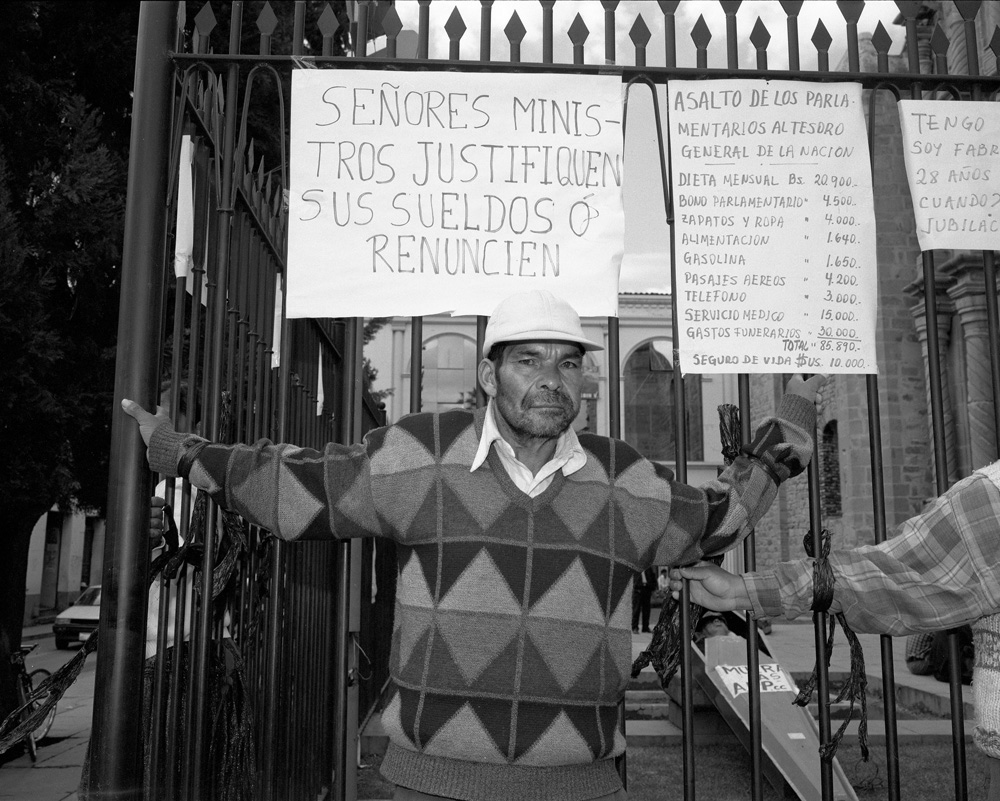 SEÑORES MINIS-
TROS JUSTIFIQUEN
SUS SUELDOS Ó
RENUNCIEN
ASALTO DE LOS PARLA-
MENTARIOS AL TESORO
GENERAL DE LA NACION
DIETA MENSUAL Bs. 20.900.-
BONO PARLAMENTARIO " 4.500.-
ZAPATOS Y ROPA " 4.000.-
ALIMENTACIÓN " 1.640.-
GASOLINA " 1.650.-
PASAJES AEREOS " 4.200.-
TELEFONO " 3.000.-
SERVICIO MEDICO " 15.000.-
GASTOS FUNERARIOS " 30.000.-
TOTAL " 85.890.-
SEGURO DE VIDA $US. 10.000.-
TENGO
SOY FABR
28 AÑOS
CUANDO
JUBILAC